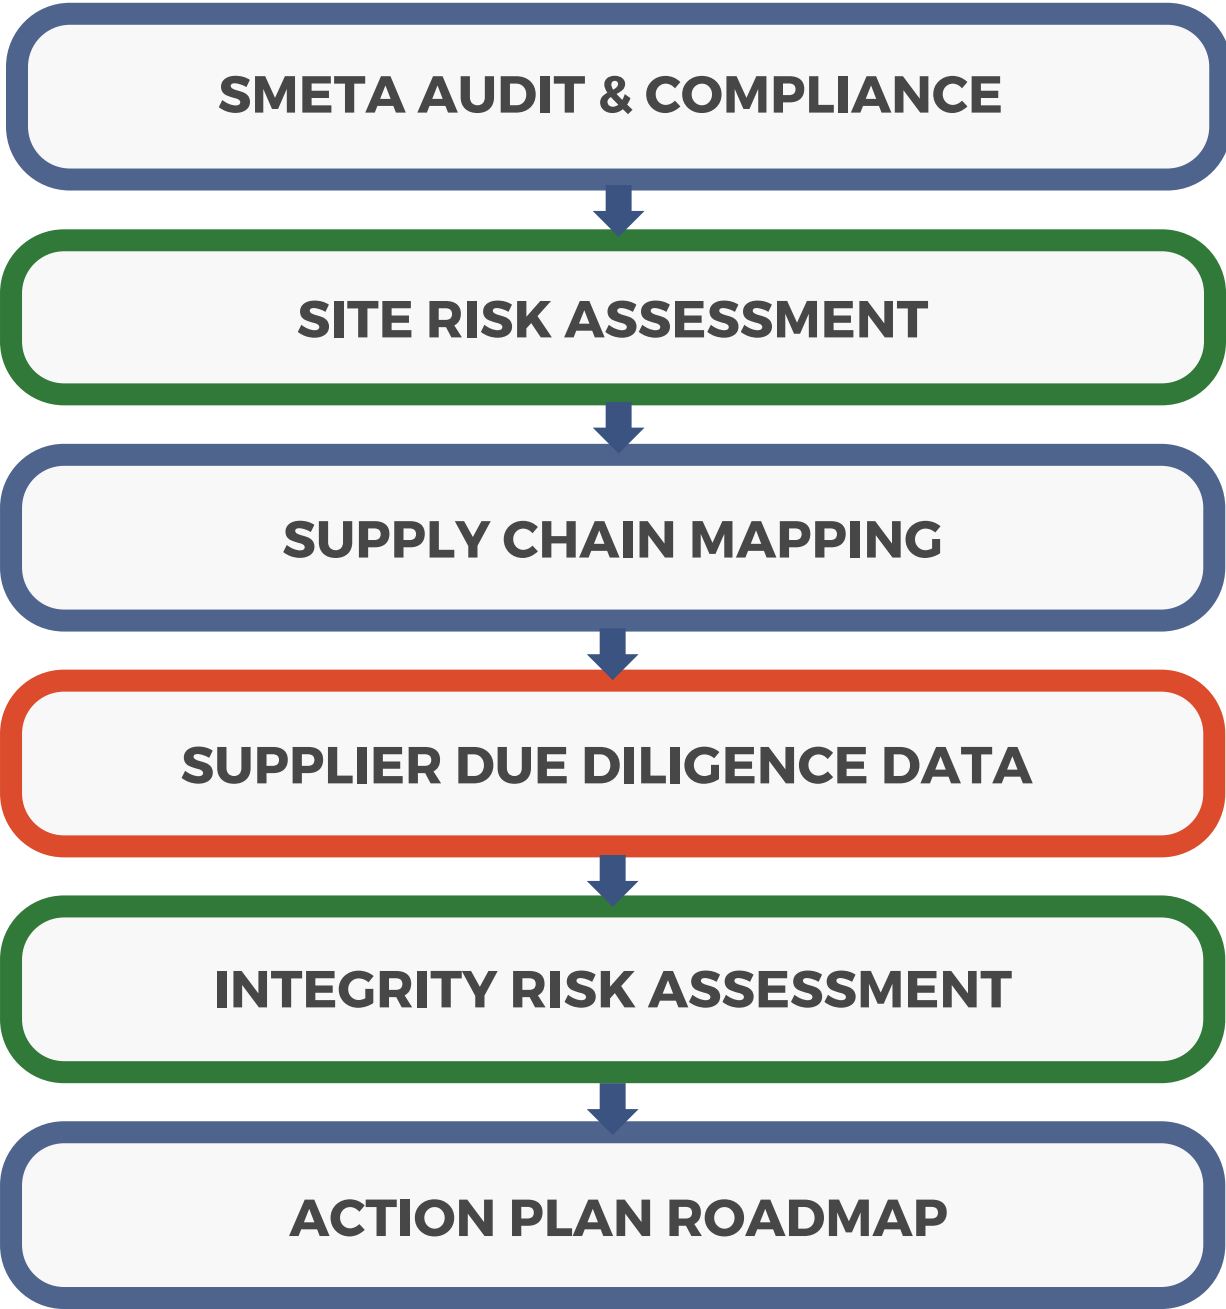 SMETA AUDIT & COMPLIANCE
SITE RISK ASSESSMENT
SUPPLY CHAIN MAPPING
SUPPLIER DUE DILIGENCE DATA
INTEGRITY RISK ASSESSMENT
ACTION PLAN ROADMAP